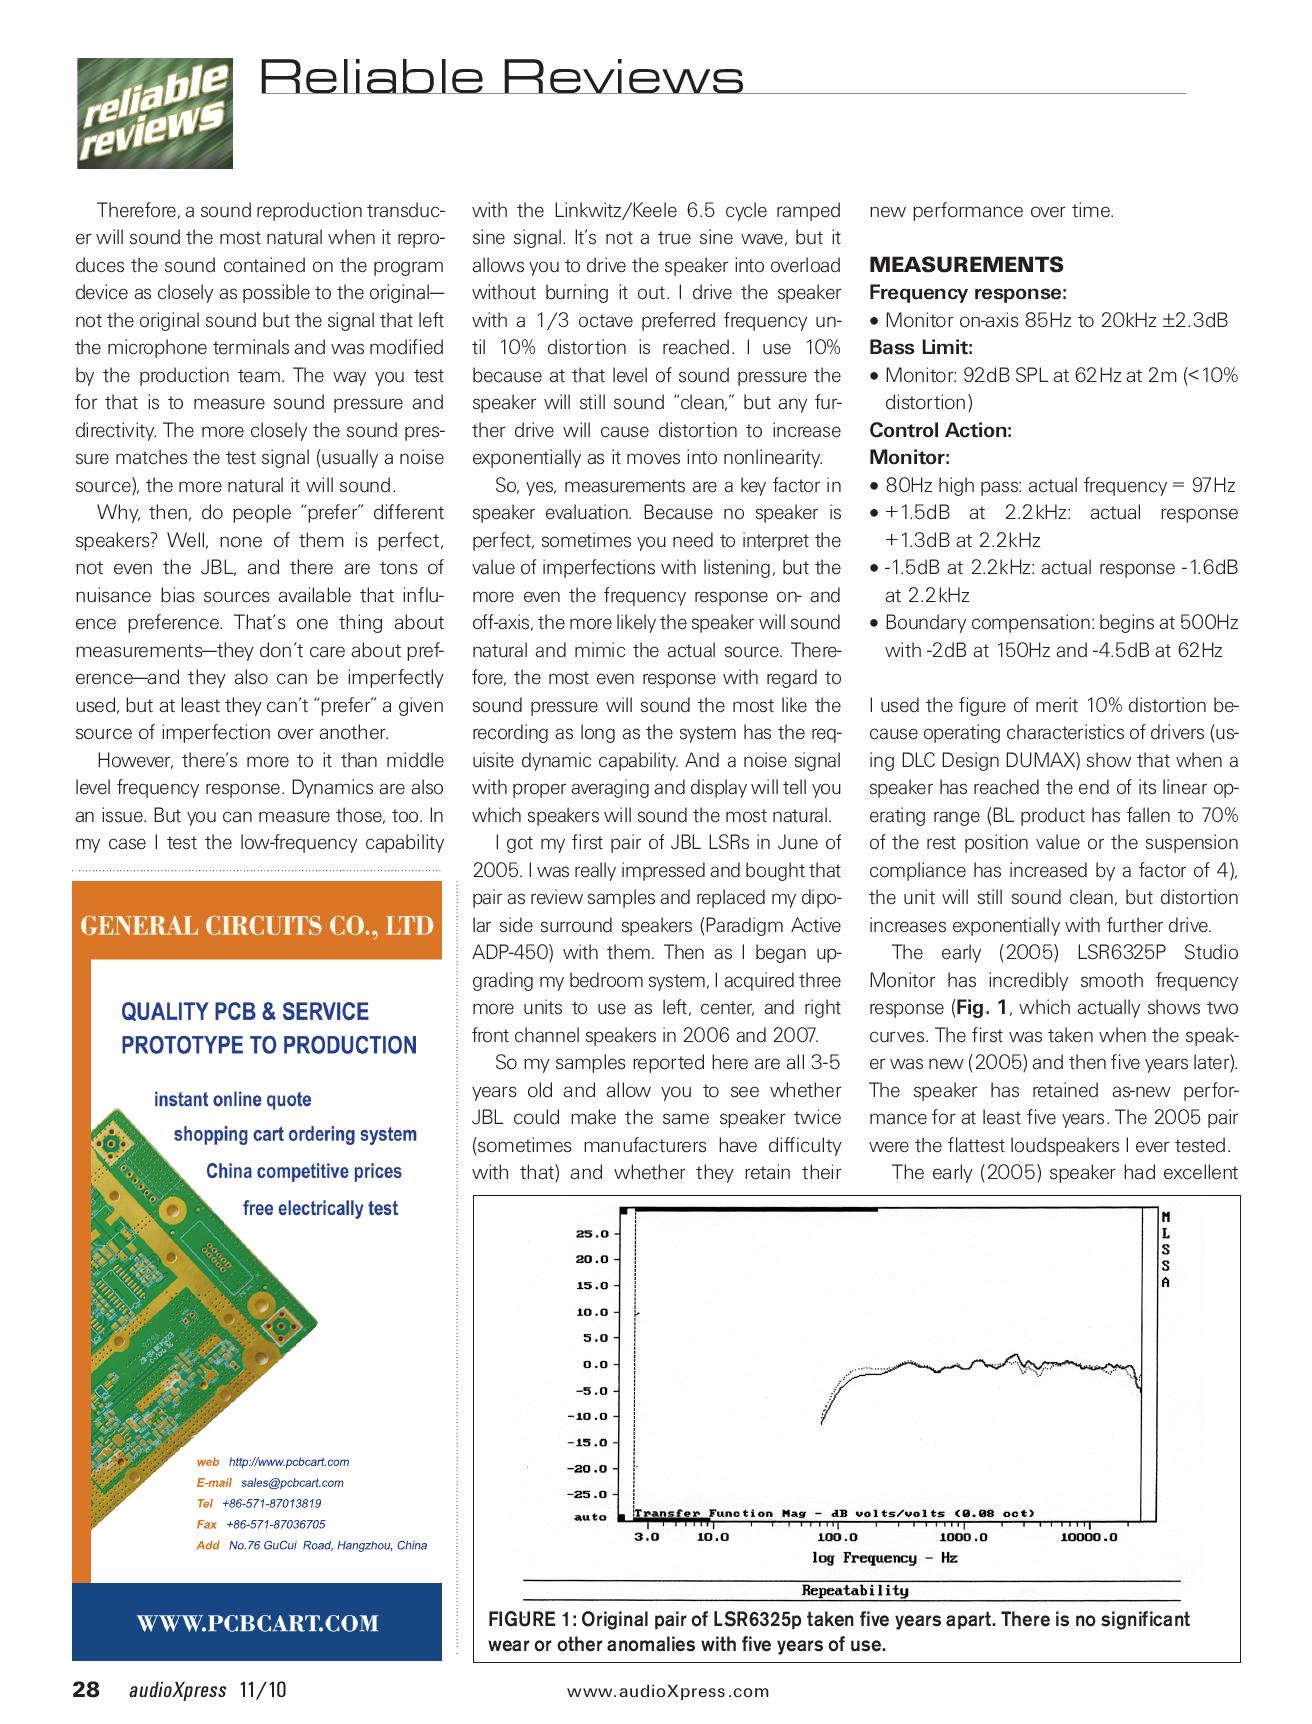 reliable
reviews
Reliable Reviews
Therefore, a sound reproduction transduc-
er will sound the most natural when it repro-
duces the sound contained on the program
device as closely as possible to the original—
not the original sound but the signal that left
the microphone terminals and was modified
by the production team. The way you test
for that is to measure sound pressure and
directivity. The more closely the sound pres-
sure matches the test signal (usually a noise
source), the more natural it will sound.
Why, then, do people “prefer” different
speakers? Well, none of them is perfect,
not even the JBL, and there are tons of
nuisance bias sources available that influ-
ence preference. That’s one thing about
measurements—they don’t care about pref-
erence—and they also can be imperfectly
used, but at least they can’t “prefer” a given
source of imperfection over another.
However, there’s more to it than middle
level frequency response. Dynamics are also
an issue. But you can measure those, too. In
my case I test the low-frequency capability
with the Linkwitz/Keele 6.5 cycle ramped
sine signal. It’s not a true sine wave, but it
allows you to drive the speaker into overload
without burning it out. I drive the speaker
with a 1/3 octave preferred frequency un-
til 10% distortion is reached. I use 10%
because at that level of sound pressure the
speaker will still sound “clean,” but any fur-
ther drive will cause distortion to increase
exponentially as it moves into nonlinearity.
So, yes, measurements are a key factor in
speaker evaluation. Because no speaker is
perfect, sometimes you need to interpret the
value of imperfections with listening, but the
more even the frequency response on- and
off-axis, the more likely the speaker will sound
natural and mimic the actual source. There-
fore, the most even response with regard to
sound pressure will sound the most like the
recording as long as the system has the req-
uisite dynamic capability. And a noise signal
with proper averaging and display will tell you
which speakers will sound the most natural.
I got my first pair of JBL LSRs in June of
2005. I was really impressed and bought that
pair as review samples and replaced my dipo-
lar side surround speakers (Paradigm Active
ADP-450) with them. Then as I began up-
grading my bedroom system, I acquired three
more units to use as left, center, and right
front channel speakers in 2006 and 2007.
So my samples reported here are all 3-5
years old and allow you to see whether
JBL could make the same speaker twice
(sometimes manufacturers have difficulty
with that) and whether they retain their
new performance over time.
MEASUREMENTS
Frequency response:
• Monitor on-axis 85Hz to 20kHz ±2.3dB
Bass Limit:
• Monitor: 92dB SPL at 62Hz at 2m (<10%
distortion)
Control Action:
Monitor:
• 80Hz high pass: actual frequency = 97Hz
• +1.5dB at 2.2kHz: actual response
+1.3dB at 2.2kHz
• -1.5dB at 2.2kHz: actual response -1.6dB
at 2.2kHz
• Boundary compensation: begins at 500Hz
with -2dB at 150Hz and -4.5dB at 62Hz
I used the figure of merit 10% distortion be-
cause operating characteristics of drivers (us-
ing DLC Design DUMAX) show that when a
speaker has reached the end of its linear op-
erating range (BL product has fallen to 70%
of the rest position value or the suspension
compliance has increased by a factor of 4),
the unit will still sound clean, but distortion
increases exponentially with further drive.
The early (2005) LSR6325P Studio
Monitor has incredibly smooth frequency
response (Fig. 1, which actually shows two
curves. The first was taken when the speak-
er was new (2005) and then five years later).
The speaker has retained as-new perfor-
mance for at least five years. The 2005 pair
were the flattest loudspeakers I ever tested.
The early (2005) speaker had excellent
GENERAL CIRCUITS CO., LTD
QUALITY PCB & SERVICE
PROTOTYPE TO PRODUCTION
instant online quote
shopping cart ordering system
China competitive prices
free electrically test
web http://www.pcbcart.com
E-mail sales@pcbcart.com
Tel +86-571-87013819
Fax +86-571-87036705
Add No.76 GuCui Road, Hangzhou, China
WWW.PCBCART.COM
25.0
20.0
15.0
10.0
5.0
0.0
-5.0
-10.0
-15.0
-20.0
-25.0
auto
MLSSA
Transfer Function Mag - dB volts/volts (0.08 oct)
3.0 10.0 100.0 1000.0 10000.0
log Frequency - Hz
Repeatability
FIGURE 1: Original pair of LSR6325p taken five years apart. There is no significant
wear or other anomalies with five years of use.
28 audioXpress 11/10
www.audioXpress.com